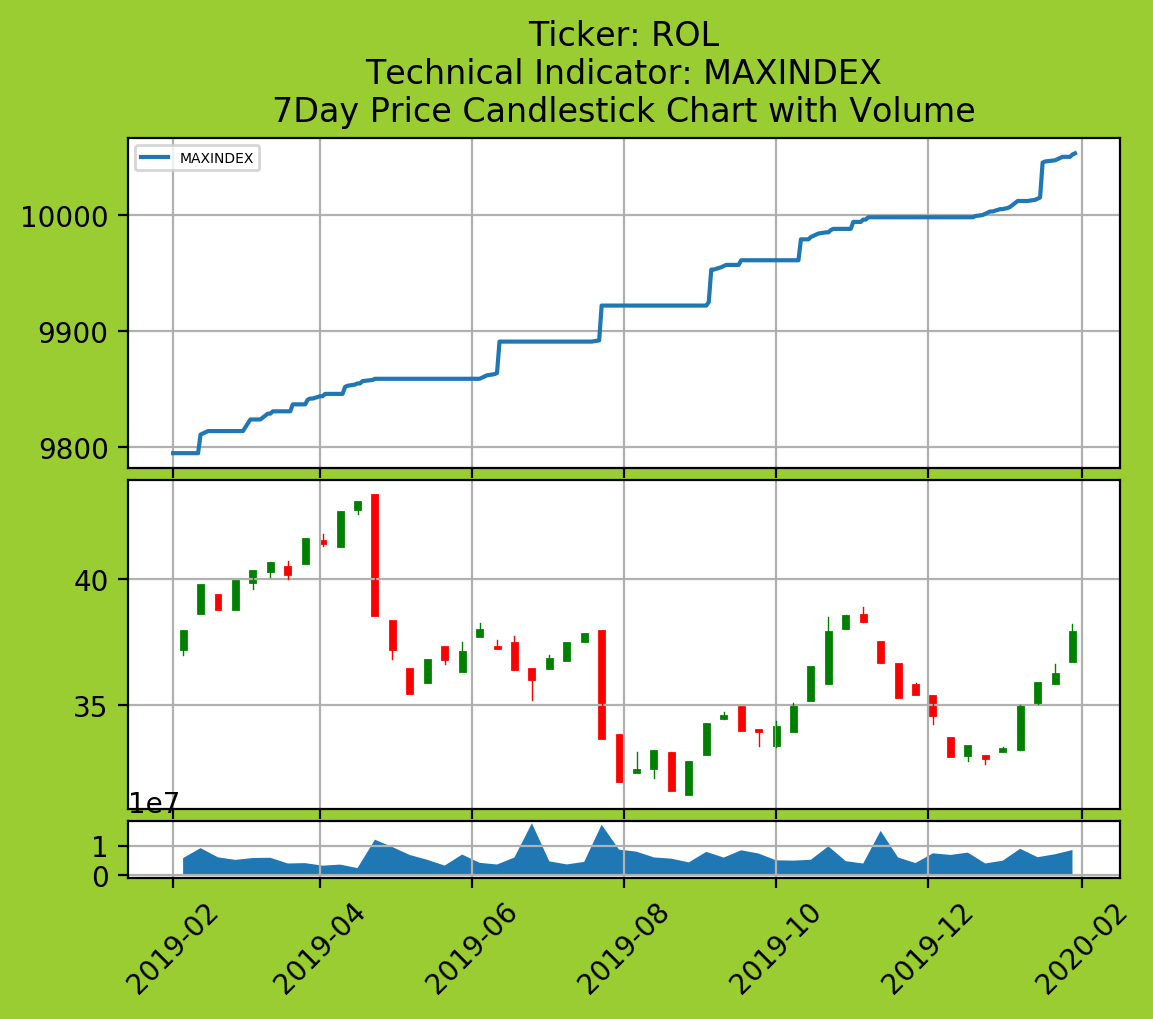 Ticker: ROL
Technical Indicator: MAXINDEX
7Day Price Candlestick Chart with Volume
MAXINDEX
10000
9900
9800
40
35
1e7
1
0
2019-02
2019-04
2019-06
2019-08
2019-10
2019-12
2020-02